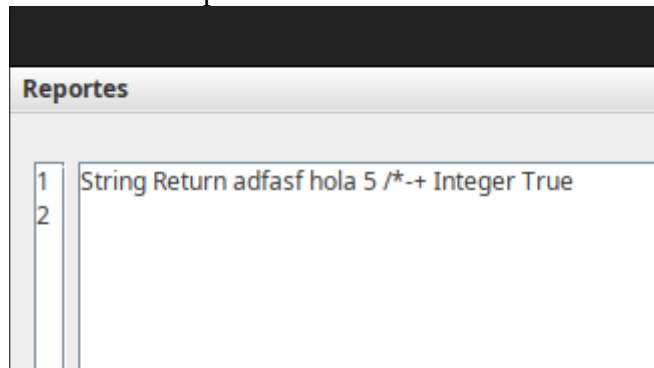 Reportes
1 String Return adfasf hola 5 /*-+ Integer True
2